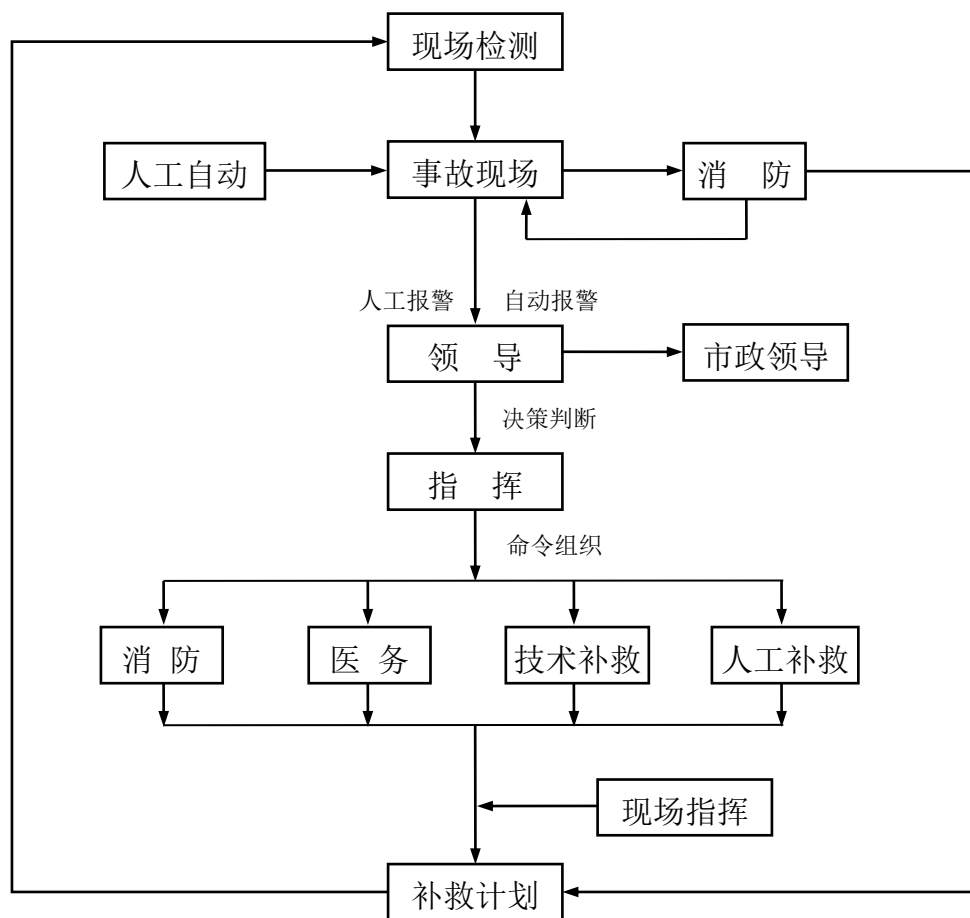 现场检测
人工自动
事故现场
消 防
人工报警
自动报警
领 导
市政领导
决策判断
指 挥
命令组织
消 防
医 务
技术补救
人工补救
现场指挥
补救计划